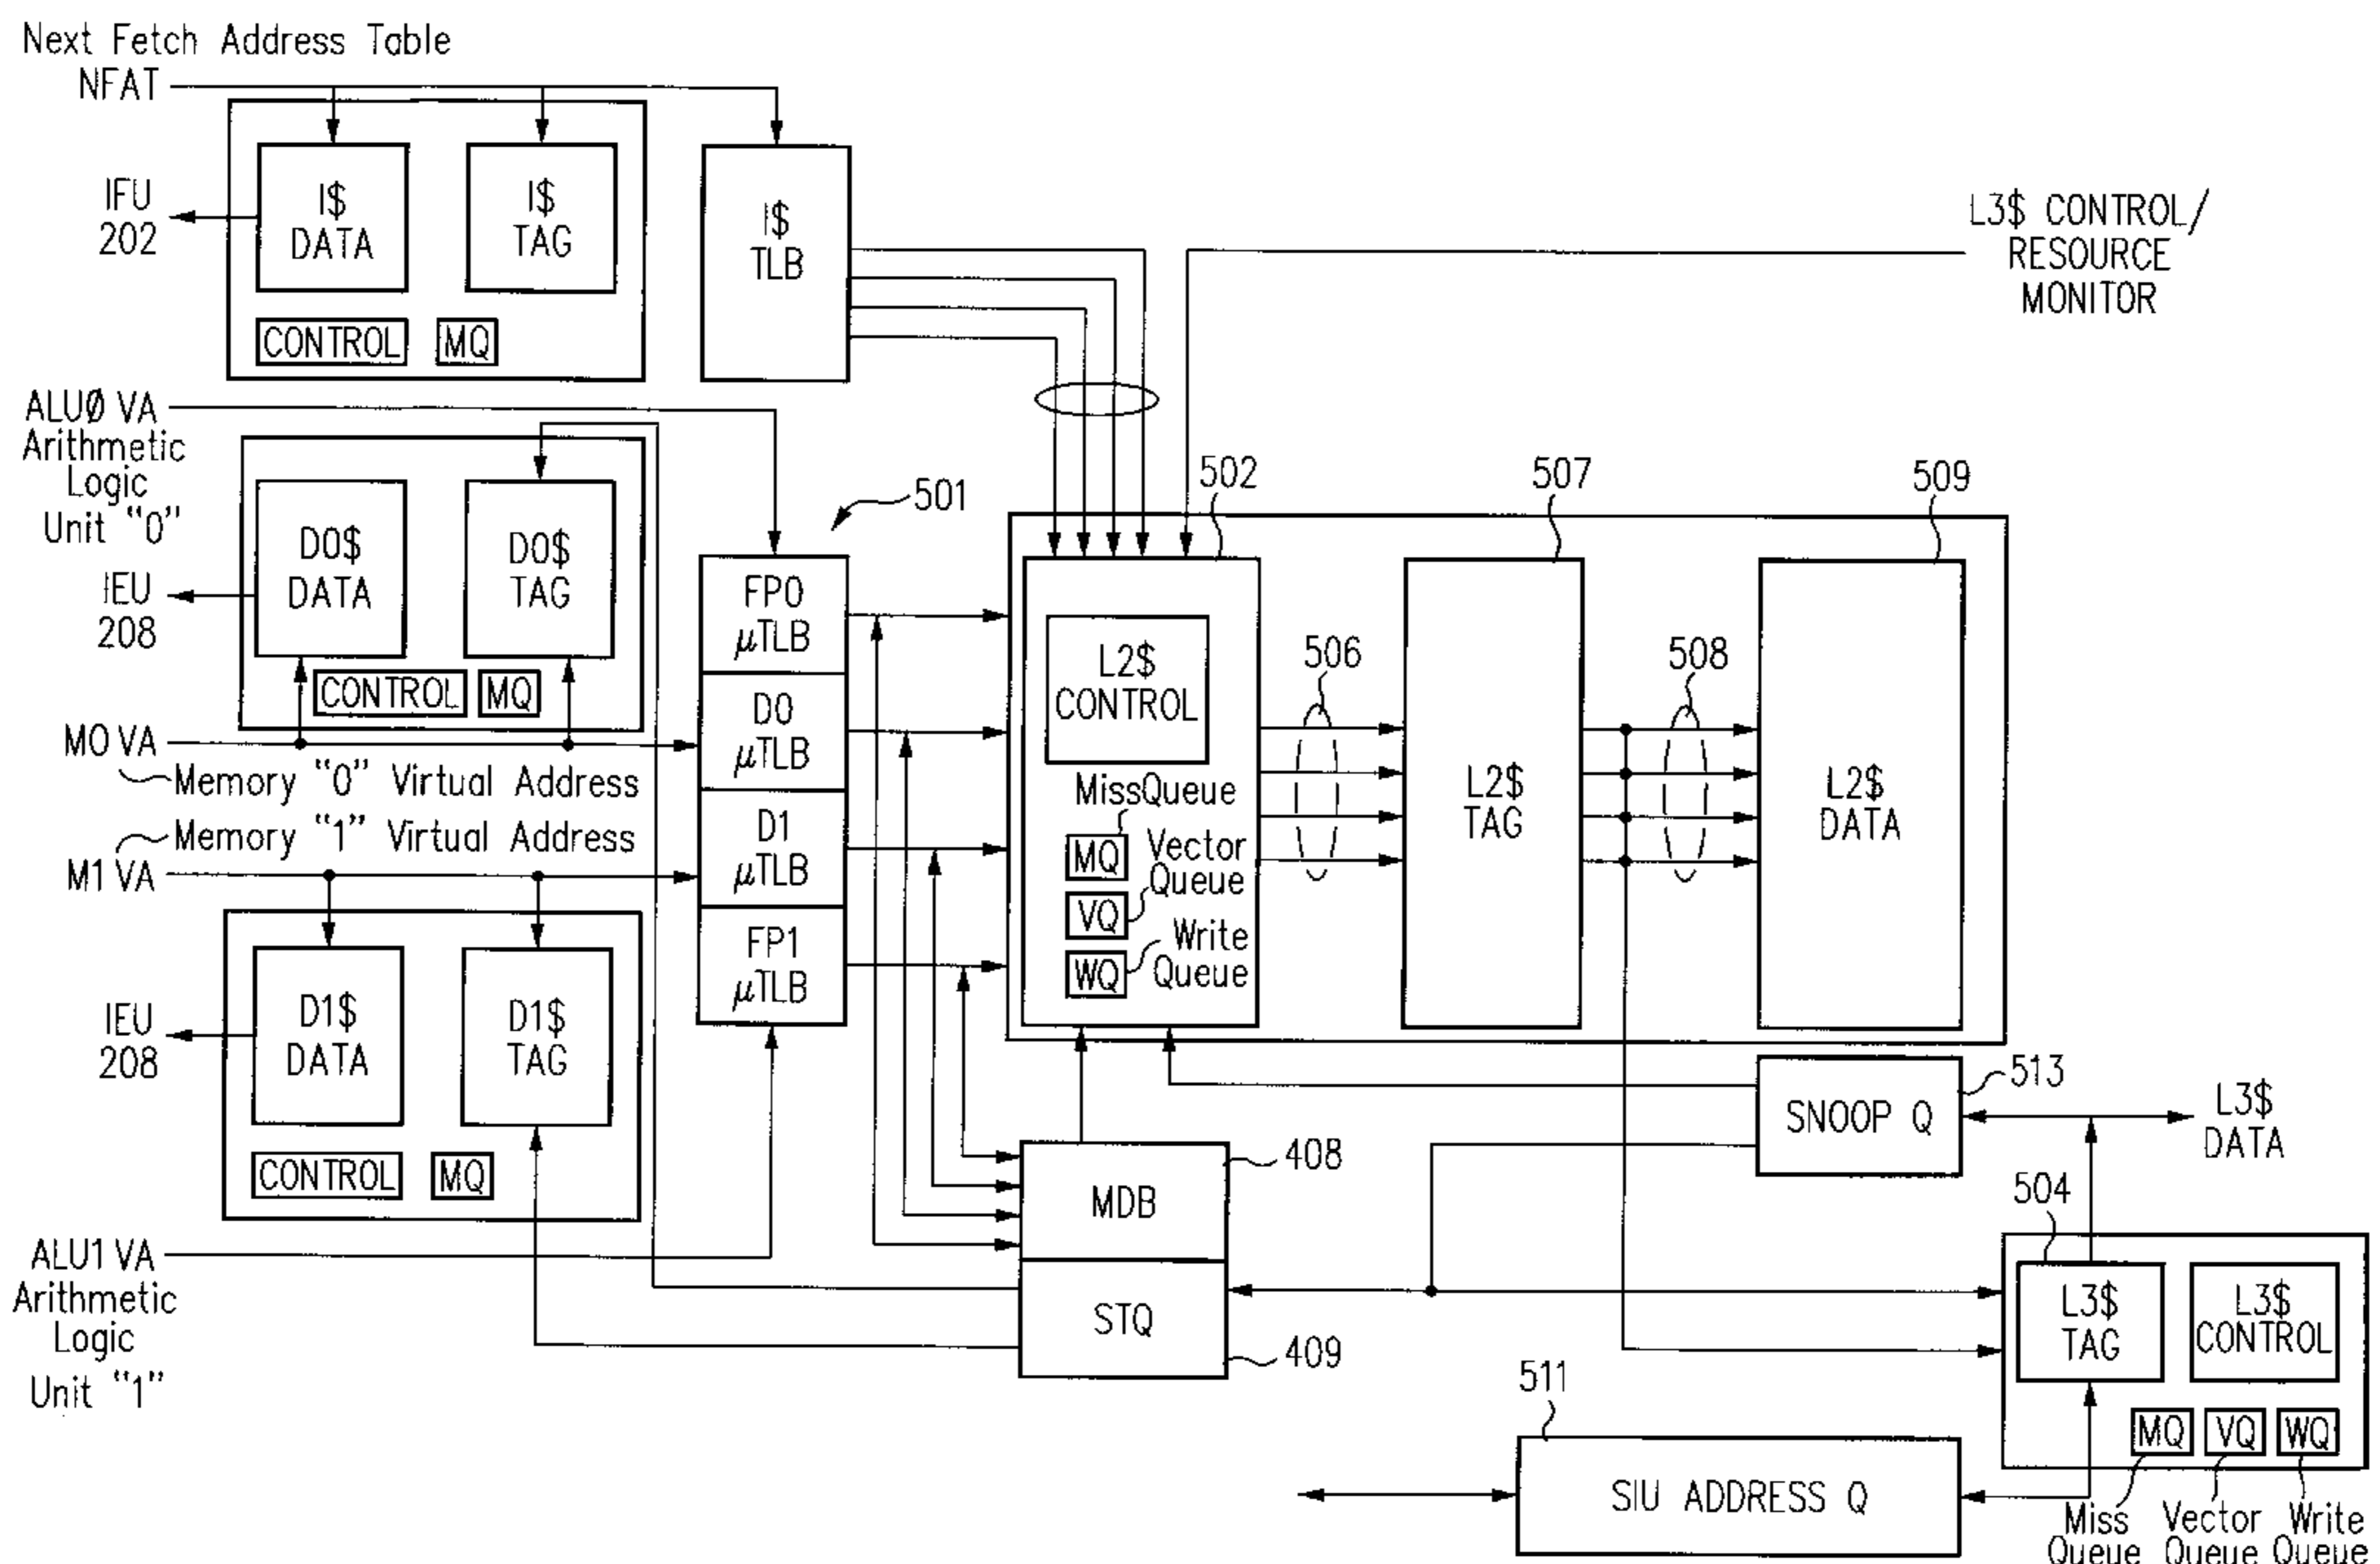 Next Fetch Address Table
NFAT
IFU
202
I$
DATA
I$
TAG
CONTROL
MQ
I$
TLB
L3$ CONTROL/
RESOURCE
MONITOR
ALU0 VA
Arithmetic
Logic
Unit "0"
IEU
208
D0$
DATA
D0$
TAG
CONTROL
MQ
M0 VA
Memory "0" Virtual Address
Memory "1" Virtual Address
M1 VA
IEU
208
D1$
DATA
D1$
TAG
CONTROL
MQ
ALU1 VA
Arithmetic
Logic
Unit "1"
501
FP0
μTLB
D0
μTLB
D1
μTLB
FP1
μTLB
502
L2$
CONTROL
MissQueue
MQ
Vector
Queue
VQ
Write
Queue
WQ
506
507
L2$
TAG
508
509
L2$
DATA
SNOOP Q
513
L3$
DATA
MDB
408
STQ
409
504
L3$
TAG
L3$
CONTROL
MQ
VQ
WQ
Miss
Queue
Vector
Queue
Write
Queue
511
SIU ADDRESS Q